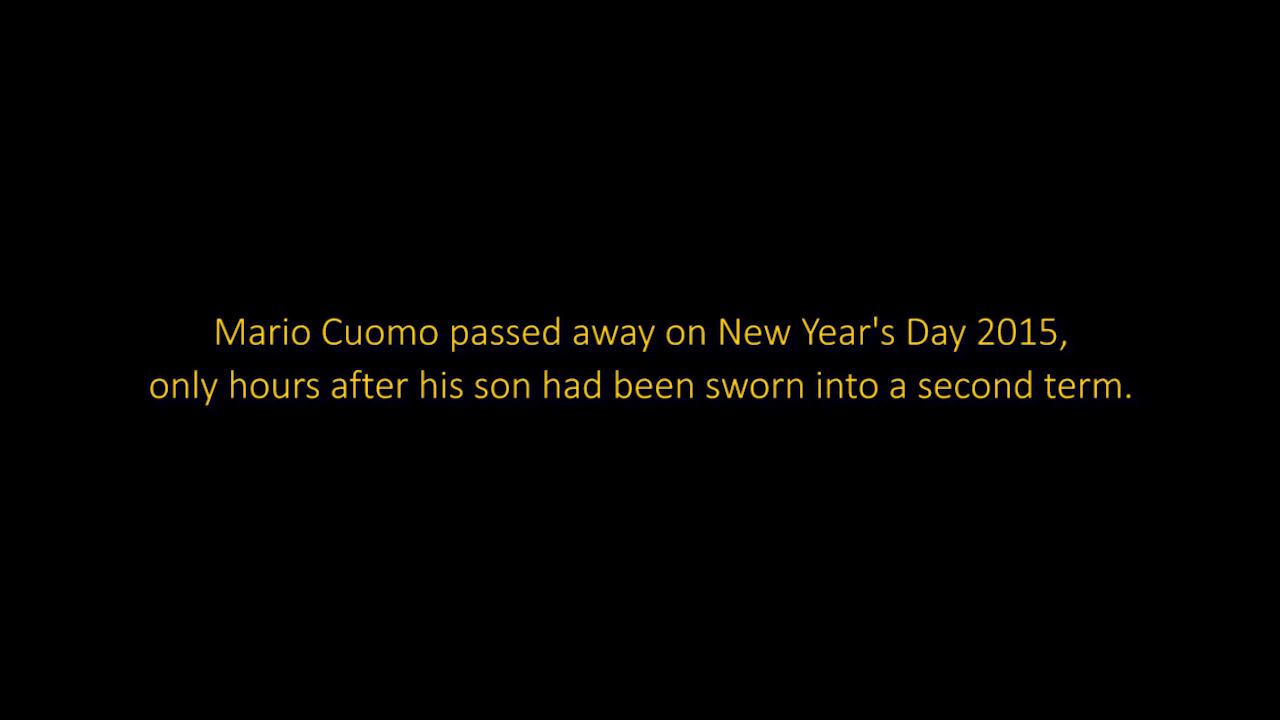 Mario Cuomo passed away on New Year's Day 2015,
only hours after his son had been sworn into a second term.